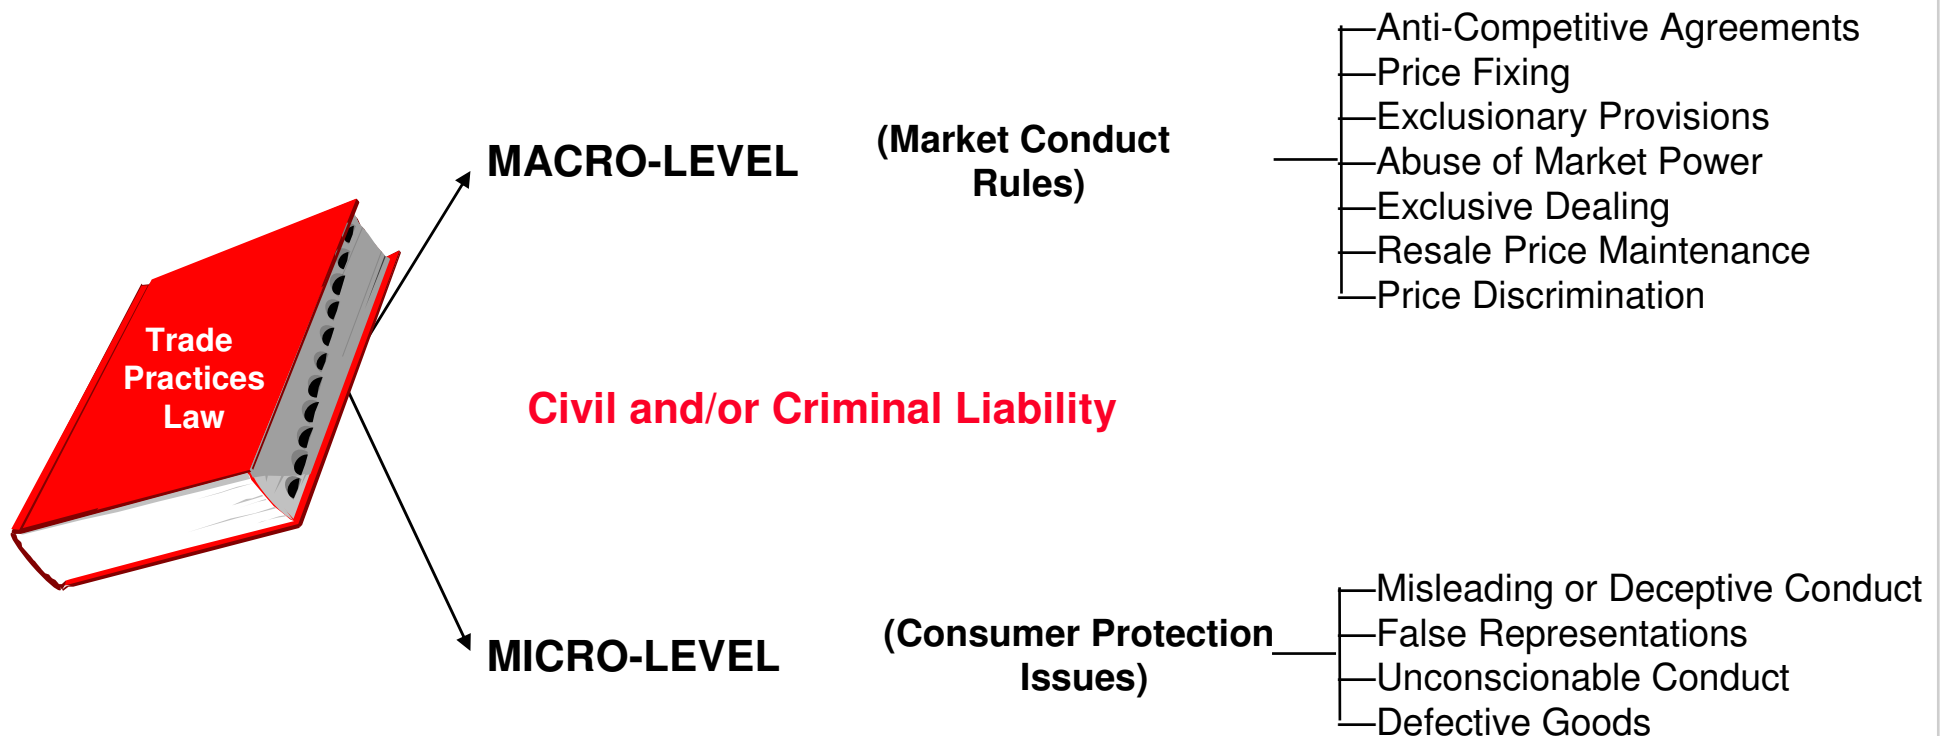 Trade
Practices
Law
MACRO-LEVEL
(Market Conduct
Rules)
Anti-Competitive Agreements
Price Fixing
Exclusionary Provisions
Abuse of Market Power
Exclusive Dealing
Resale Price Maintenance
Price Discrimination
Civil and/or Criminal Liability
MICRO-LEVEL
(Consumer Protection
Issues)
Misleading or Deceptive Conduct
False Representations
Unconscionable Conduct
Defective Goods